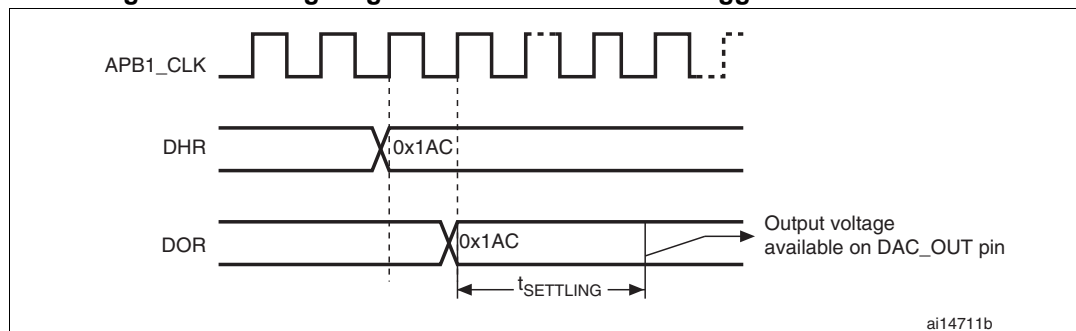 APB1_CLK
DHR
0x1AC
DOR
0x1AC
Output voltage
available on DAC_OUT pin
tSETTLING
ai14711b